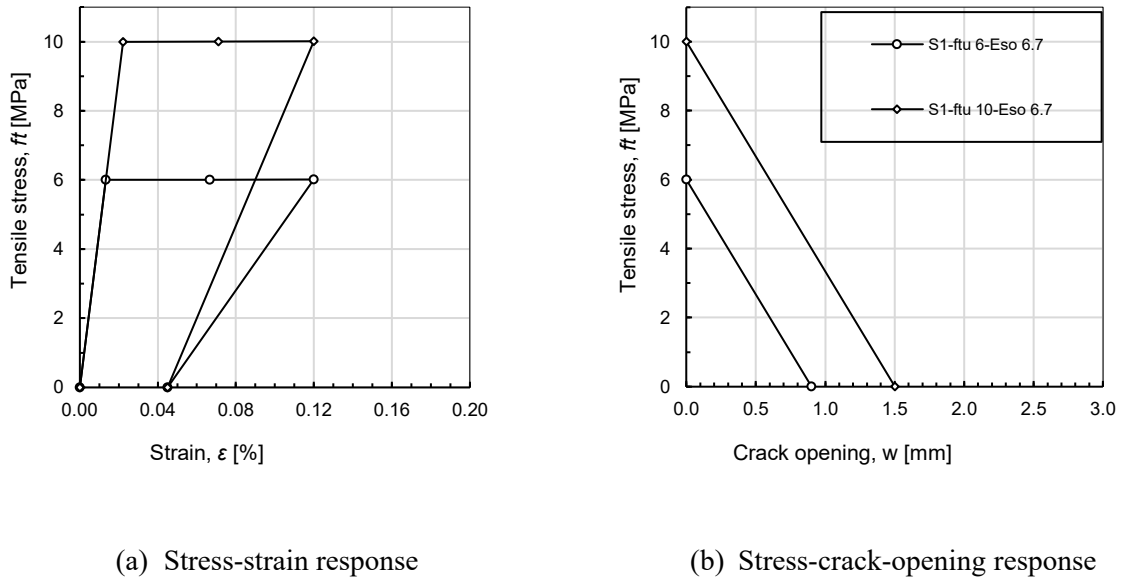 Tensile stress, ft [MPa]
10
8
6
4
2
0
0.00 0.04 0.08 0.12 0.16 0.20
Strain, ε [%]
(a) Stress-strain response
Tensile stress, ft [MPa]
10
8
6
4
2
0
0.0 0.5 1.0 1.5 2.0 2.5 3.0
Crack opening, w [mm]
S1-ftu 6-Eso 6.7
S1-ftu 10-Eso 6.7
(b) Stress-crack-opening response